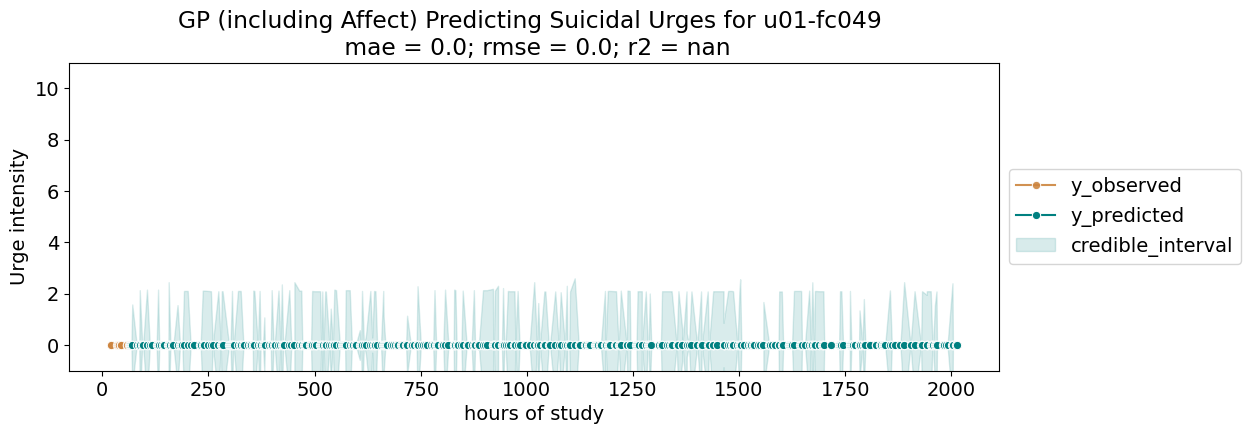 GP (including Affect) Predicting Suicidal Urges for u01-fc049
mae = 0.0; rmse = 0.0; r2 = nan
10
8
6
4
2
0
Urge intensity
0 250 500 750 1000 1250 1500 1750 2000
hours of study
y_observed
y_predicted
credible_interval